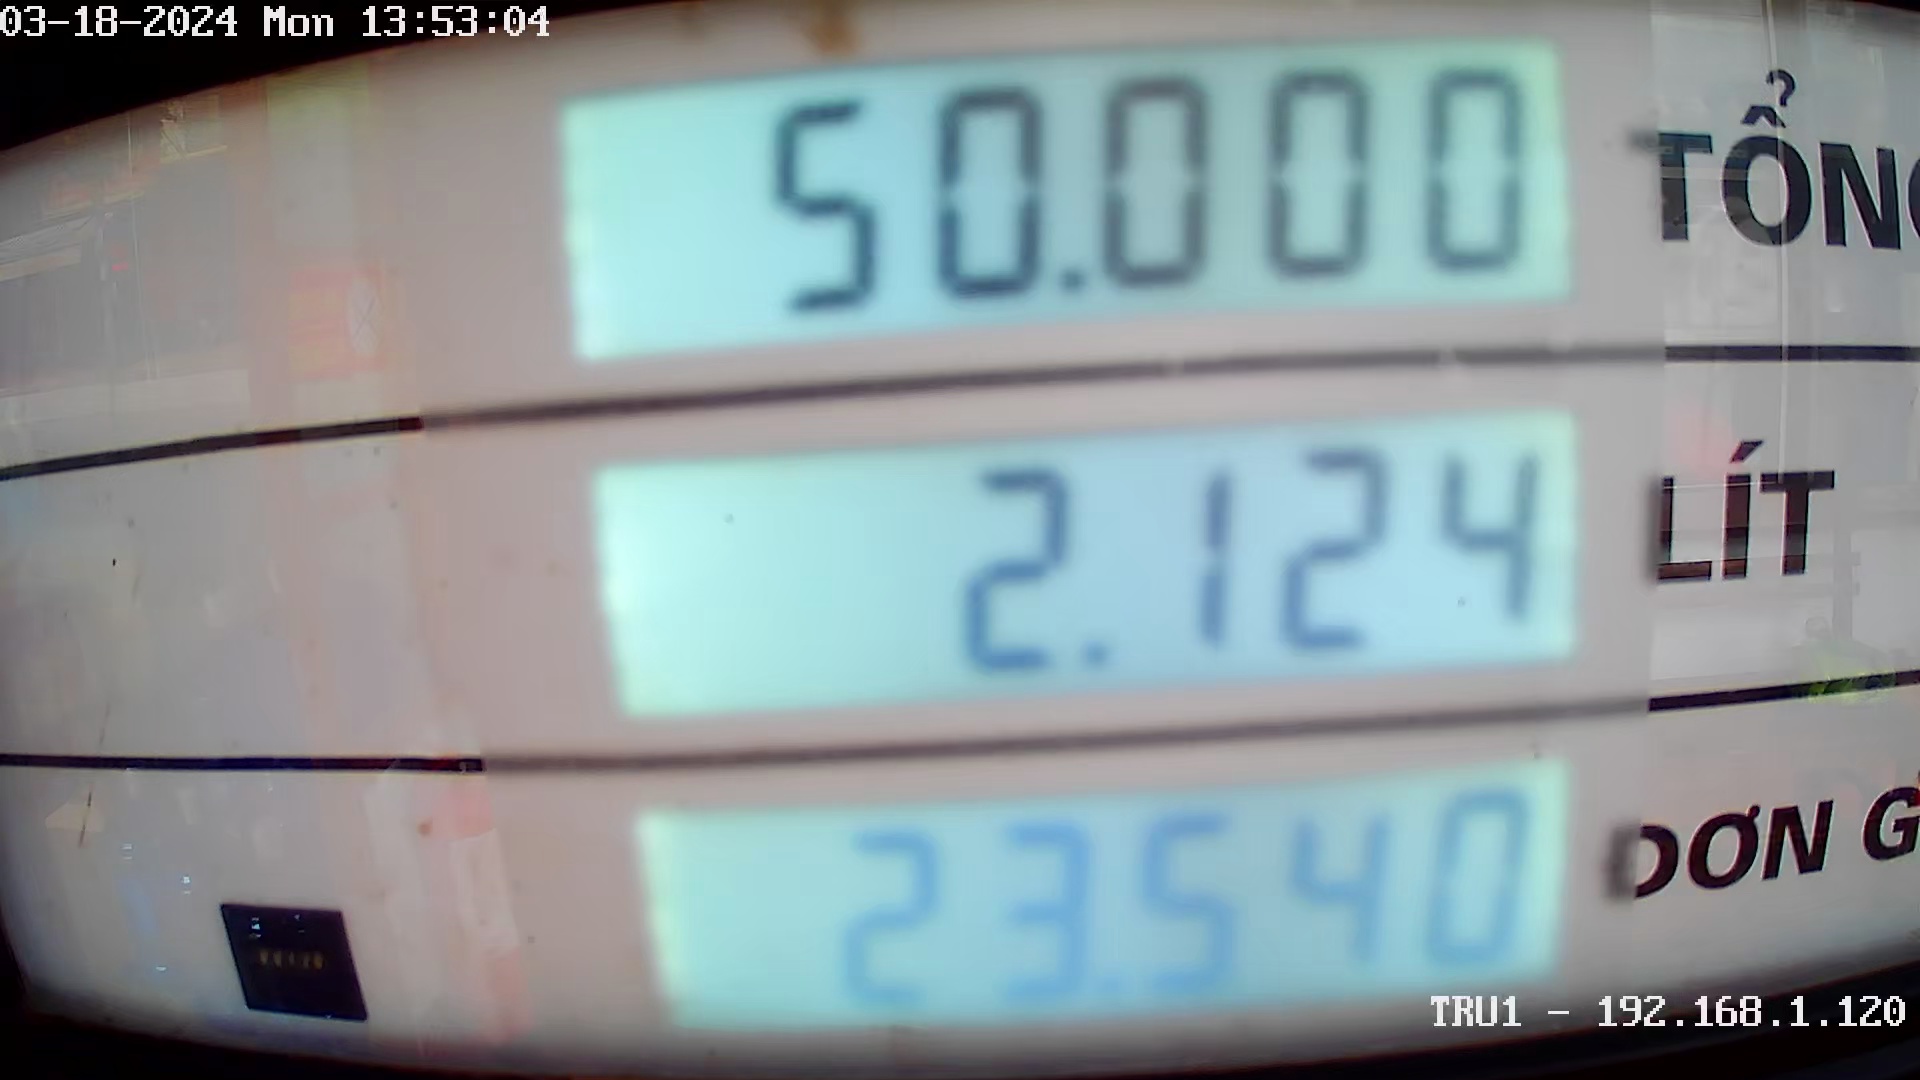 03-18-2024 Mon 13:53:04
50.000
TỔNG
2.124
LÍT
23.540
ĐƠN G
TRU1 - 192.168.1.120